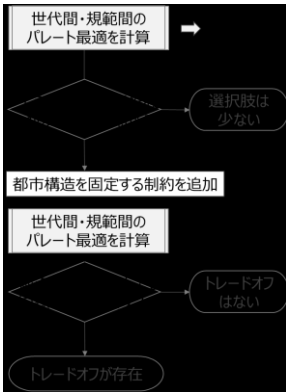 世代間・規範間の
パレート最適を計算
選択肢は
少ない
都市構造を固定する制約を追加
世代間・規範間の
パレート最適を計算
トレードオフ
はない
トレードオフが存在